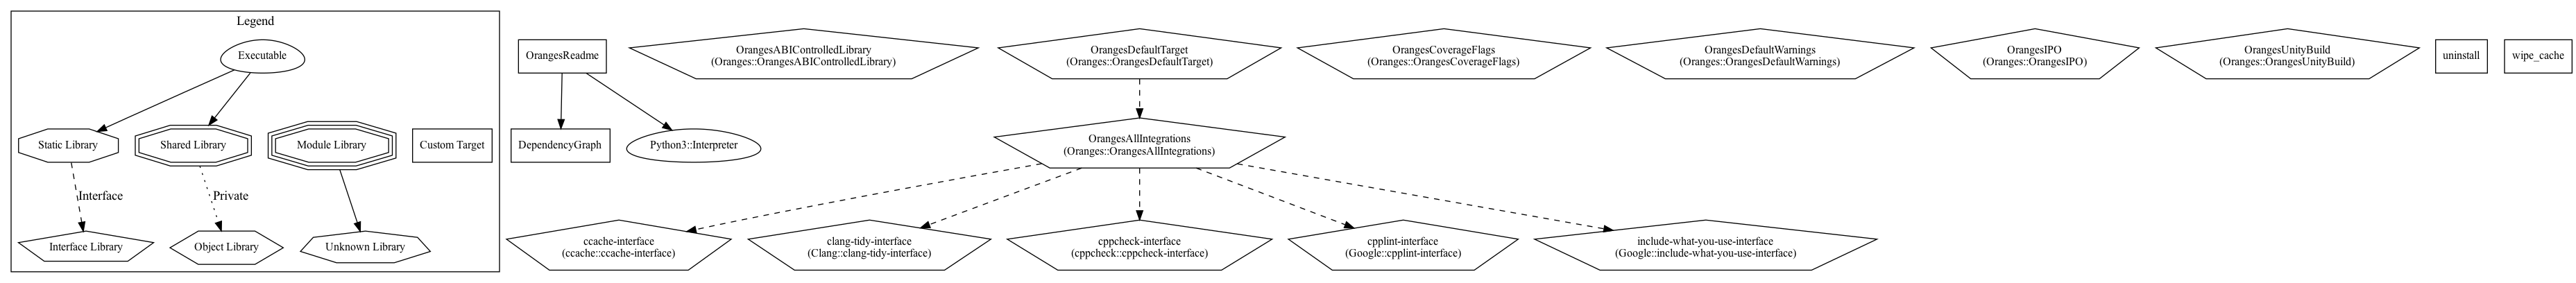 Legend
Executable
Static Library
Shared Library
Module Library
Custom Target
Interface
Private
Interface Library
Object Library
Unknown Library
OrangesReadme
DependencyGraph
Python3::Interpreter
OrangesABIControlledLibrary
(Oranges::OrangesABIControlledLibrary)
OrangesDefaultTarget
(Oranges::OrangesDefaultTarget)
OrangesCoverageFlags
(Oranges::OrangesCoverageFlags)
OrangesDefaultWarnings
(Oranges::OrangesDefaultWarnings)
OrangesIPO
(Oranges::OrangesIPO)
OrangesUnityBuild
(Oranges::OrangesUnityBuild)
uninstall
wipe_cache
OrangesAllIntegrations
(Oranges::OrangesAllIntegrations)
ccache-interface
(ccache::ccache-interface)
clang-tidy-interface
(Clang::clang-tidy-interface)
cppcheck-interface
(cppcheck::cppcheck-interface)
cpplint-interface
(Google::cpplint-interface)
include-what-you-use-interface
(Google::include-what-you-use-interface)